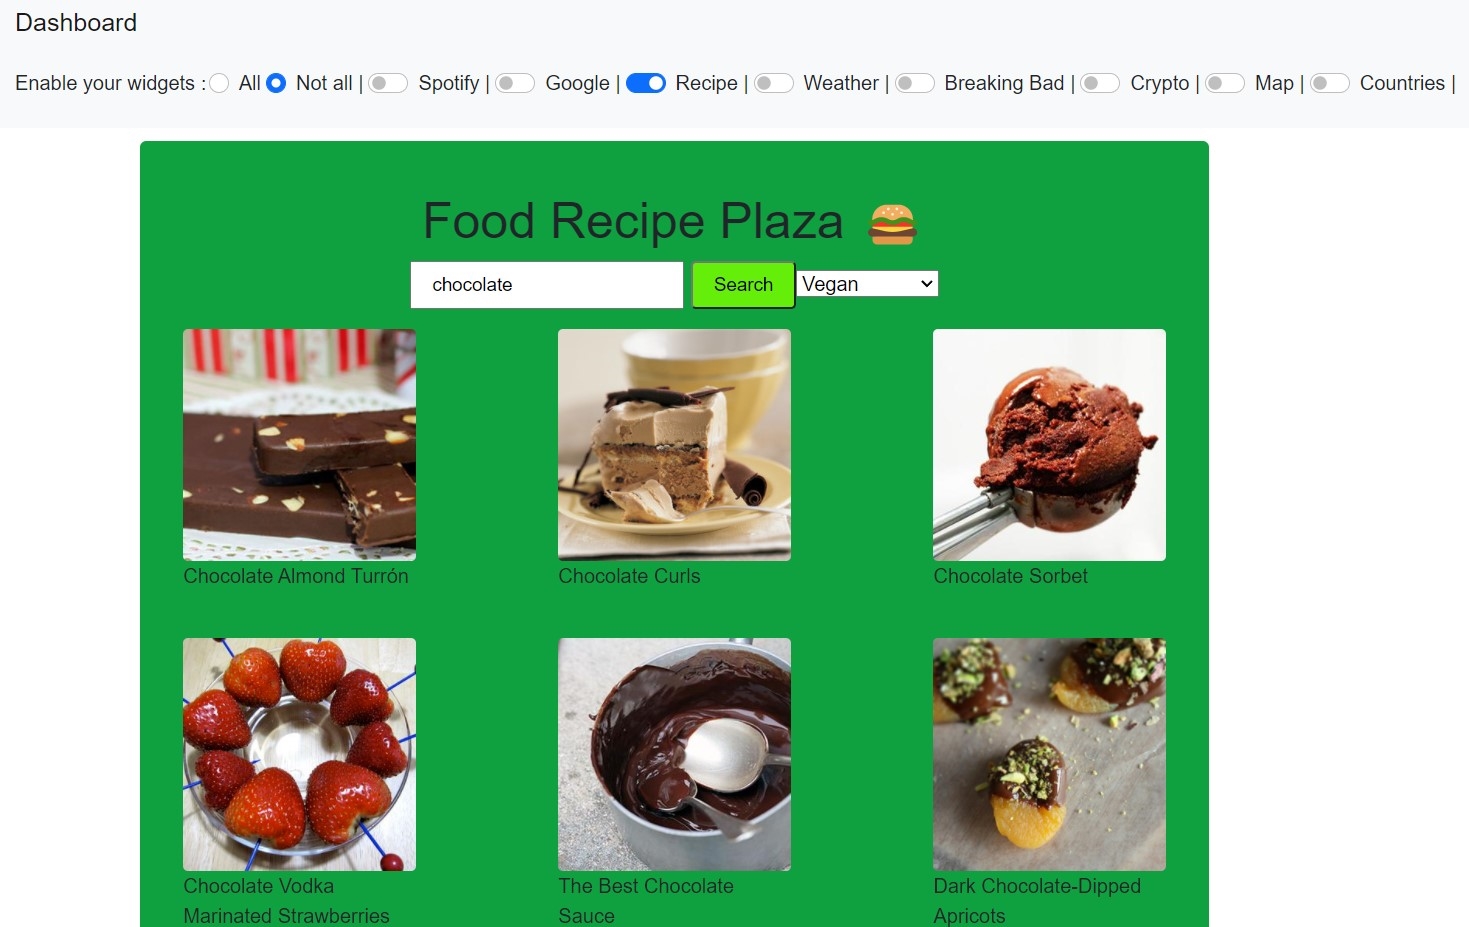 Dashboard
Enable your widgets : All Not all | Spotify | Google | Recipe | Weather | Breaking Bad | Crypto | Map | Countries |
Food Recipe Plaza 🍔
chocolate Search Vegan
Chocolate Almond Turrón Chocolate Curls Chocolate Sorbet
Chocolate Vodka Marinated Strawberries
The Best Chocolate Sauce
Dark Chocolate-Dipped Apricots